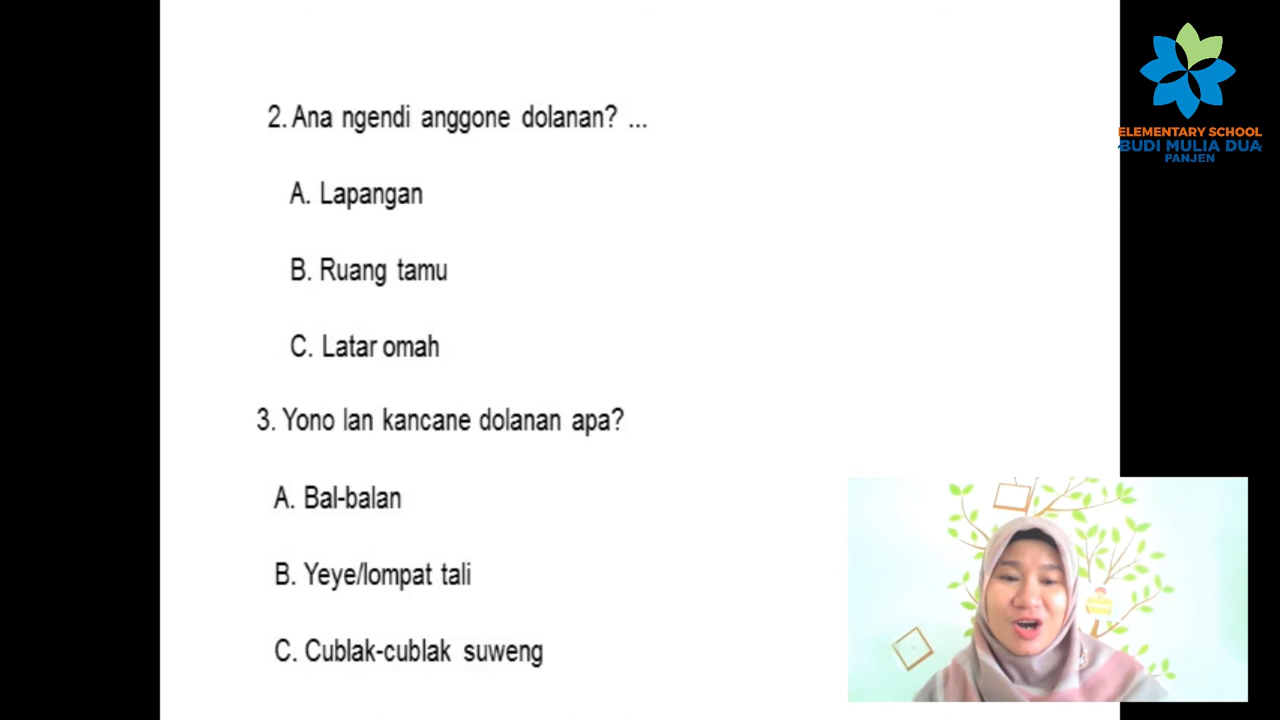 2. Ana ngendi anggone dolanan? ...
A. Lapangan
B. Ruang tamu
C. Latar omah
3. Yono lan kancane dolanan apa?
A. Bal-balan
B. Yeye/lompat tali
C. Cublak-cublak suweng
ELEMENTARY SCHOOL
BUDI MULIA DUA
PANJEN